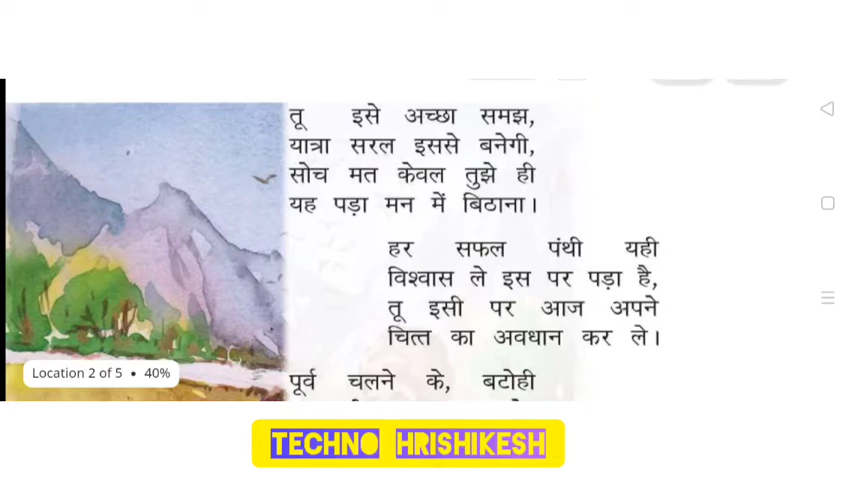 तू इसे अच्छा समझ,
यात्रा सरल इससे बनेगी,
सोच मत केवल तुझे ही
यह पड़ा मन में बिठाना।
हर सफल पंथी यही
विश्वास ले इस पर पड़ा है,
तू इसी पर आज अपने
चित्त का अवधान कर ले।
पूर्व चलने के, बटोही
Location 2 of 5 • 40%
TECHNO HRISHIKESH